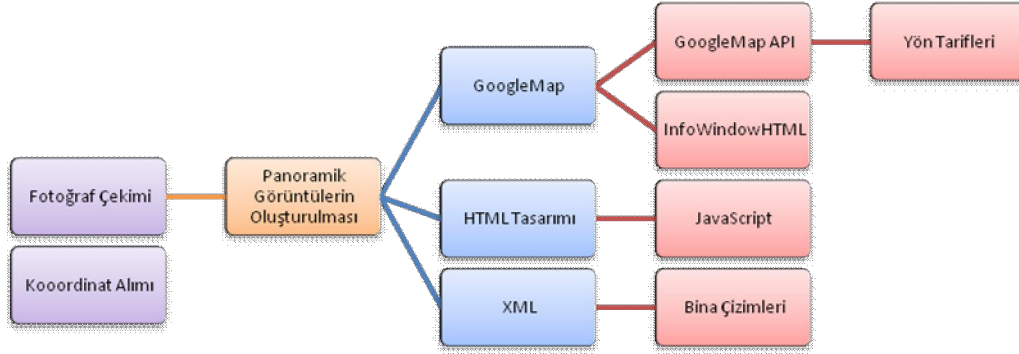 Fotoğraf Çekimi
Kooordinat Alımı
Panoramik
Görüntülerin
Oluşturulması
GoogleMap
HTML Tasarımı
XML
GoogleMap API
InfoWindowHTML
JavaScript
Bina Çizimleri
Yön Tarifleri